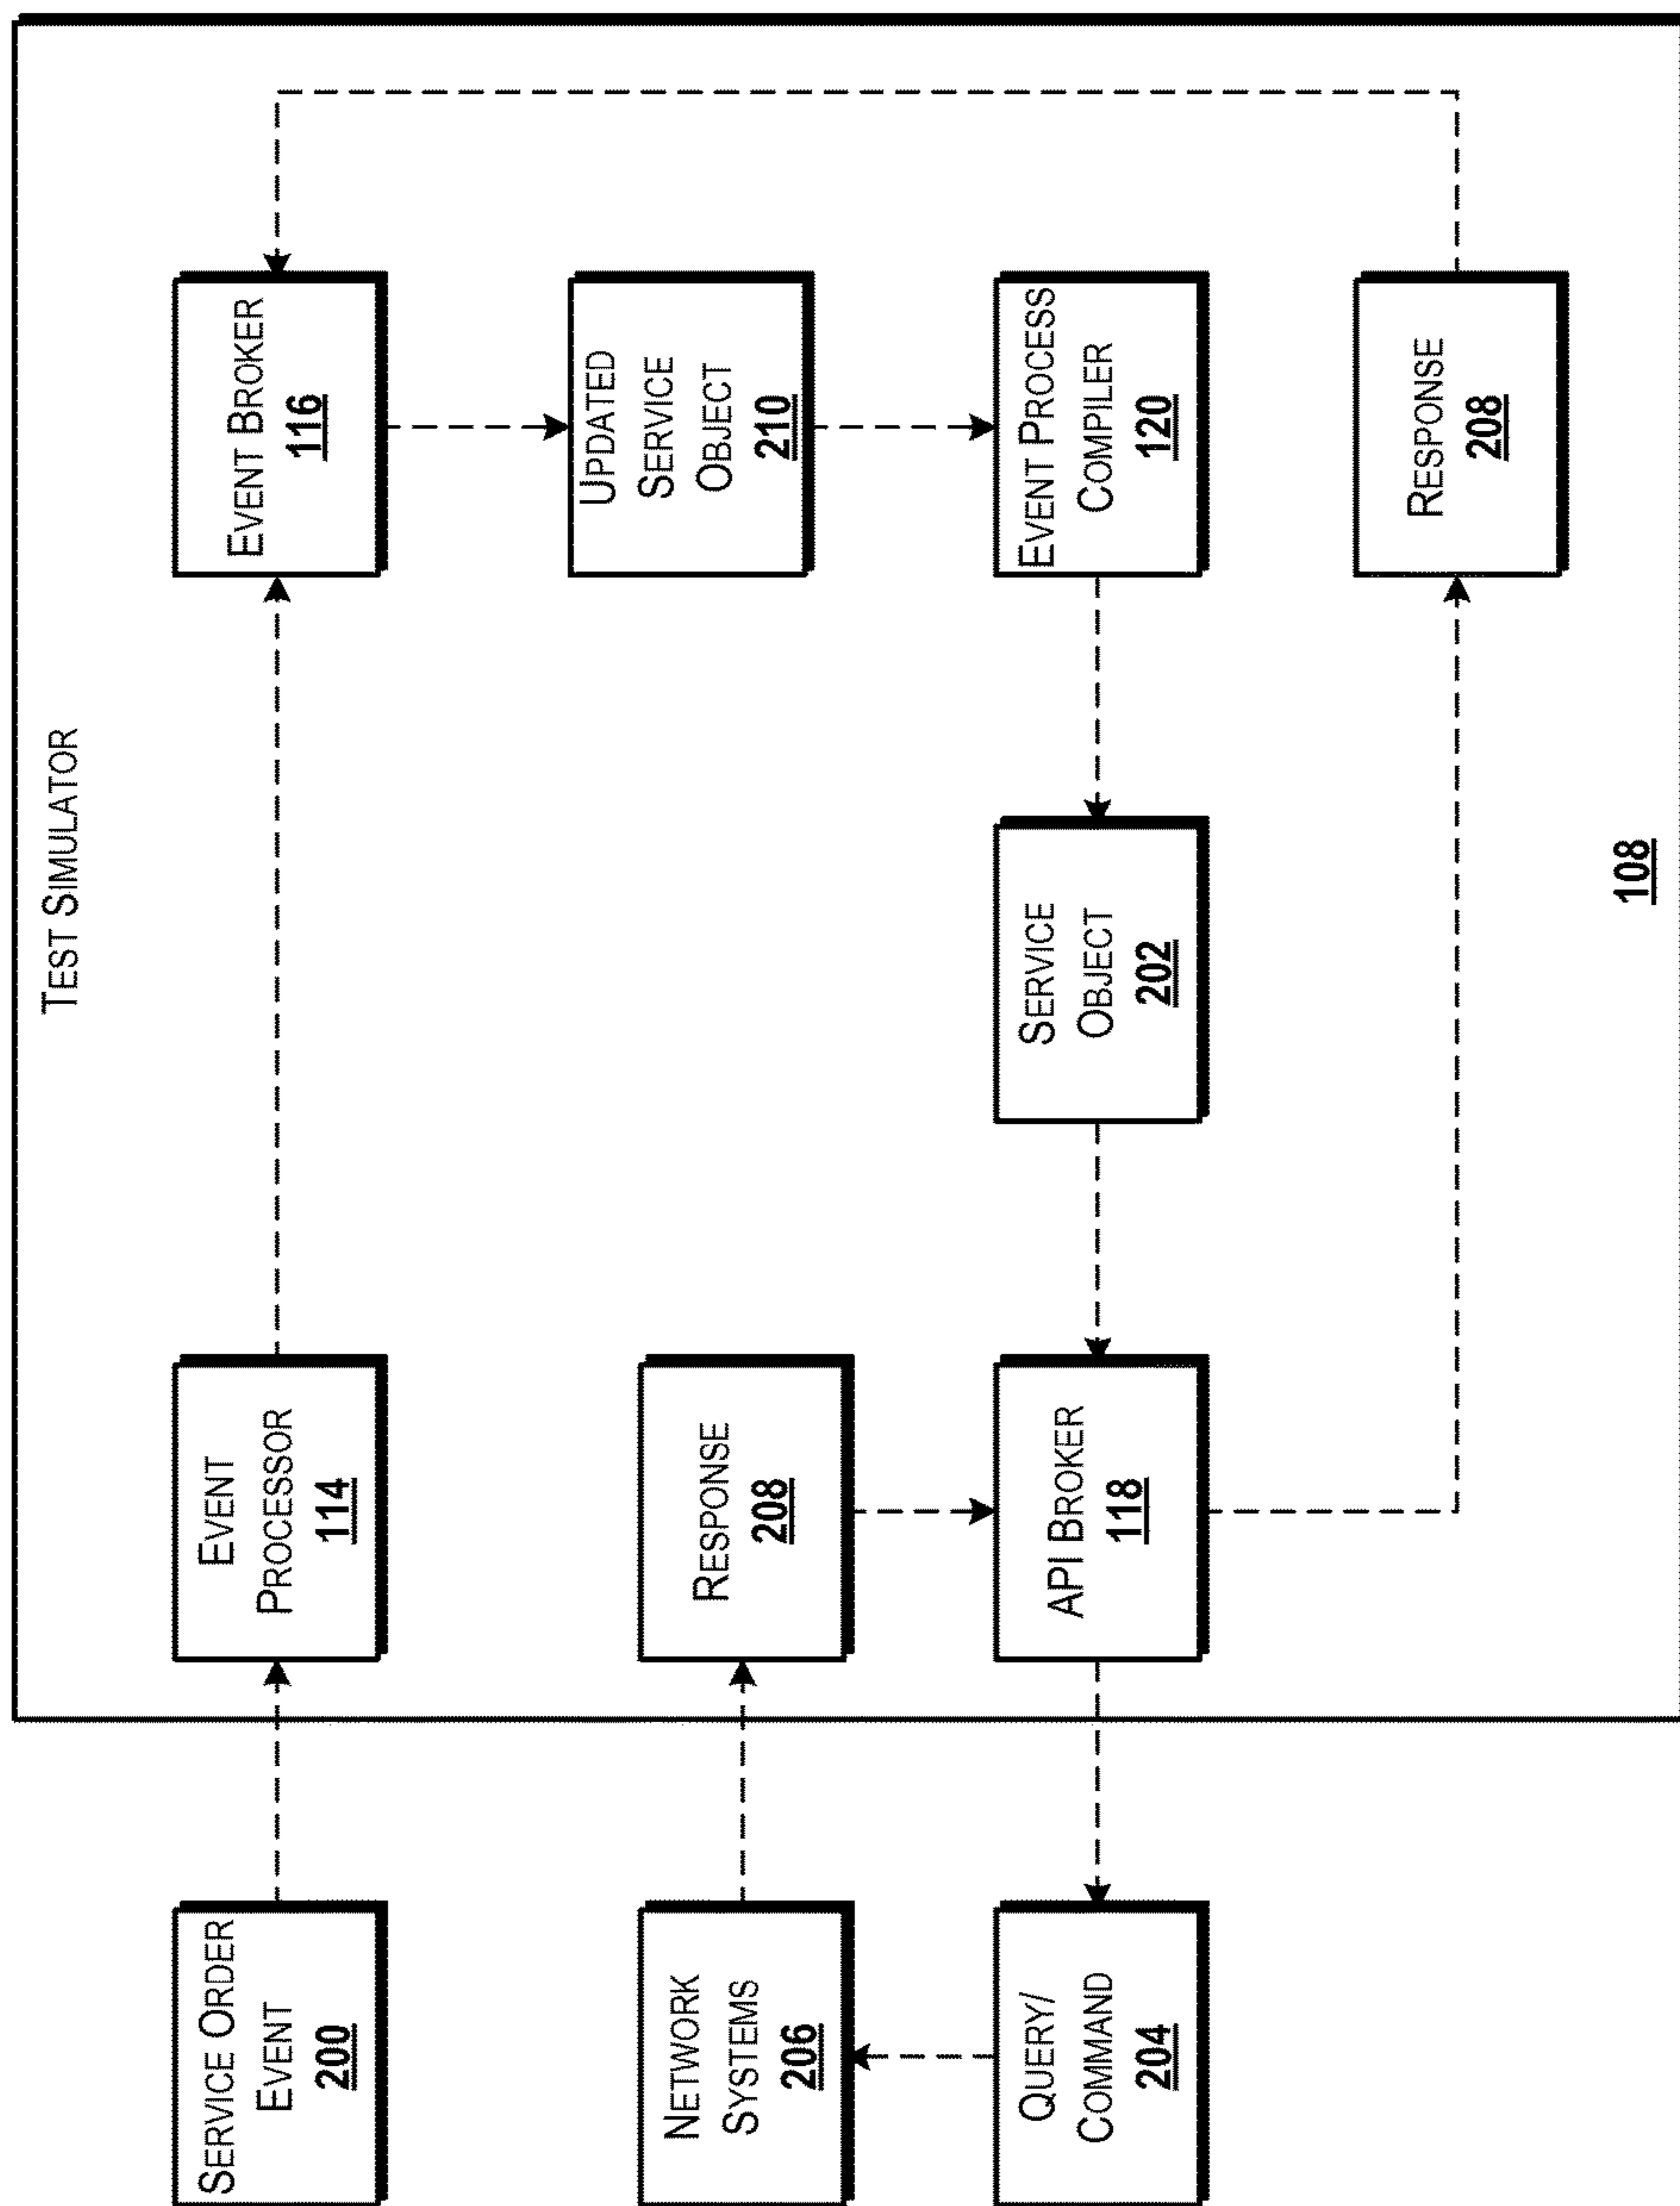 TEST SIMULATOR
SERVICE ORDER
EVENT
200
EVENT
PROCESSOR
114
EVENT BROKER
116
NETWORK
SYSTEMS
206
RESPONSE
208
UPDATED
SERVICE
OBJECT
210
QUERY/
COMMAND
204
API BROKER
118
SERVICE
OBJECT
202
EVENT PROCESS
COMPILER
120
RESPONSE
208
108